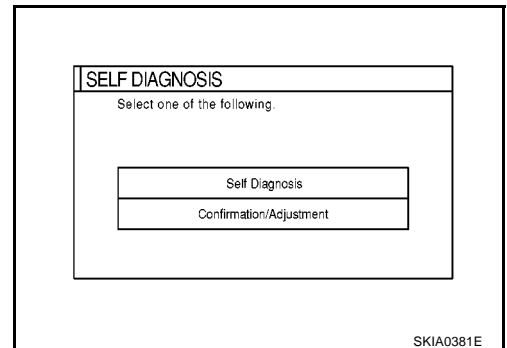 SELF DIAGNOSIS
Select one of the following.
Self Diagnosis
Confirmation/Adjustment
SKIA0381E